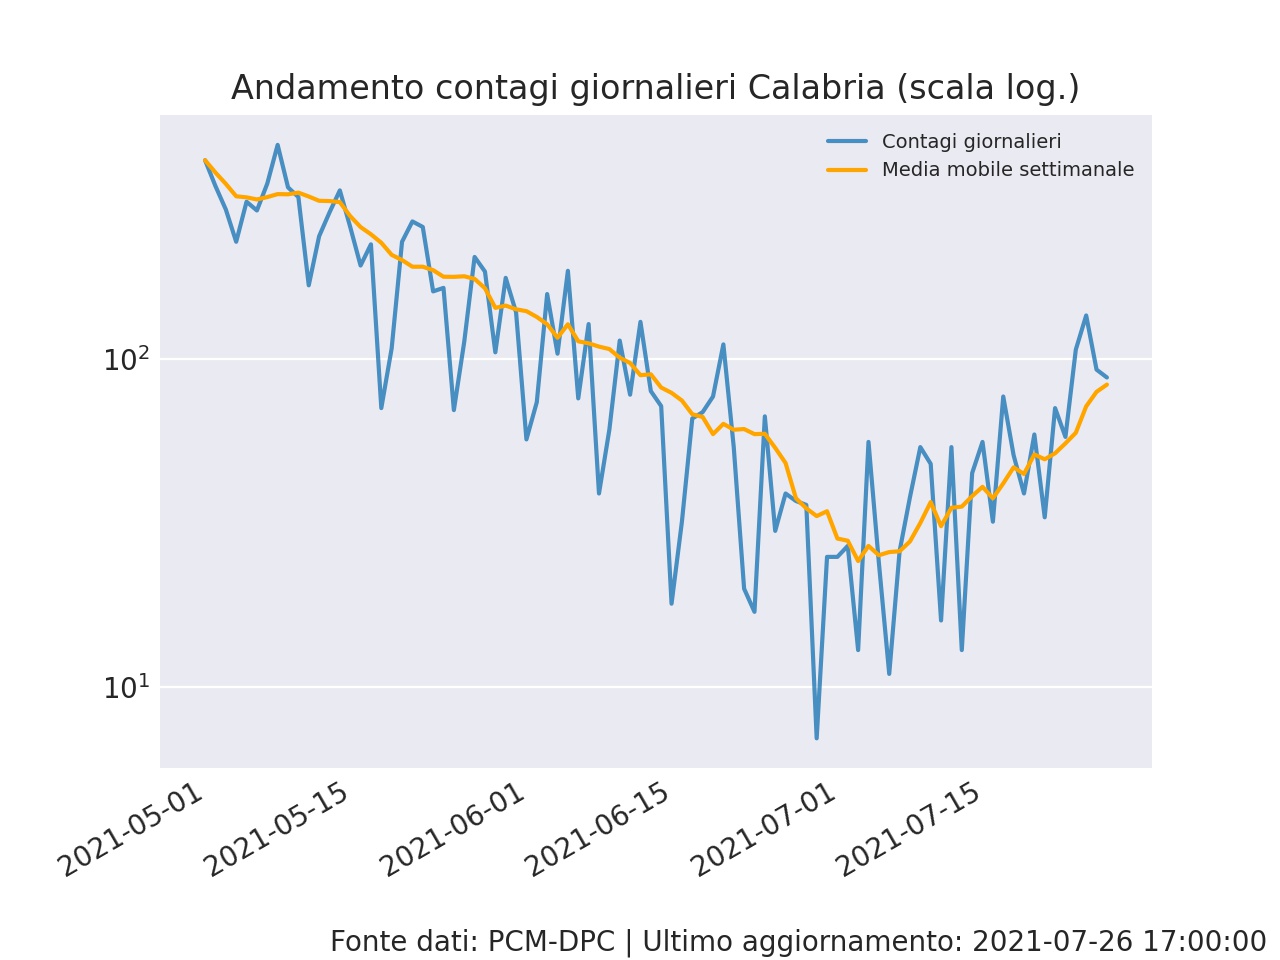 Andamento contagi giornalieri Calabria (scala log.)
Contagi giornalieri
Media mobile settimanale
10²
10¹
2021-05-01
2021-05-15
2021-06-01
2021-06-15
2021-07-01
2021-07-15
Fonte dati: PCM-DPC | Ultimo aggiornamento: 2021-07-26 17:00:00